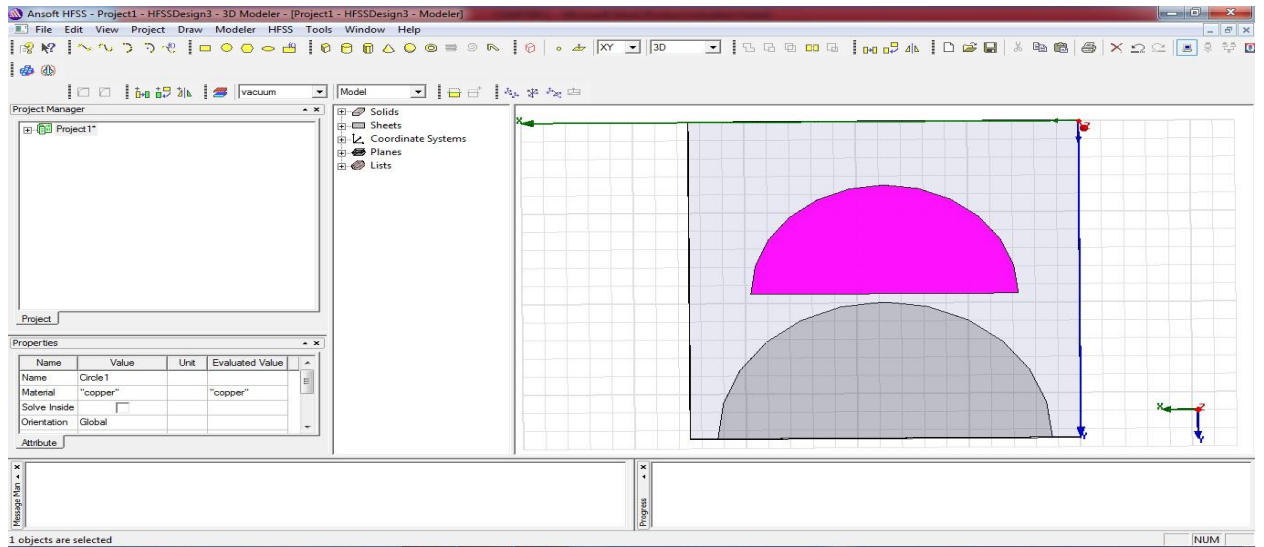 Ansoft HFSS - Project1 - HFSSDesign3 - 3D Modeler - [Project1 - HFSSDesign3 - Modeler]
File Edit View Project Draw Modeler HFSS Tools Window Help
XY 3D
vacuum Model
Project Manager
Project1*
Project
Solids
Sheets
Coordinate Systems
Planes
Lists
X
Z
X Z
Y
Y
Properties
Name Value Unit Evaluated Value
Name Circle1
Material "copper" "copper"
Solve Inside
Orientation Global
Attribute
Message Man
Progress
1 objects are selected
NUM